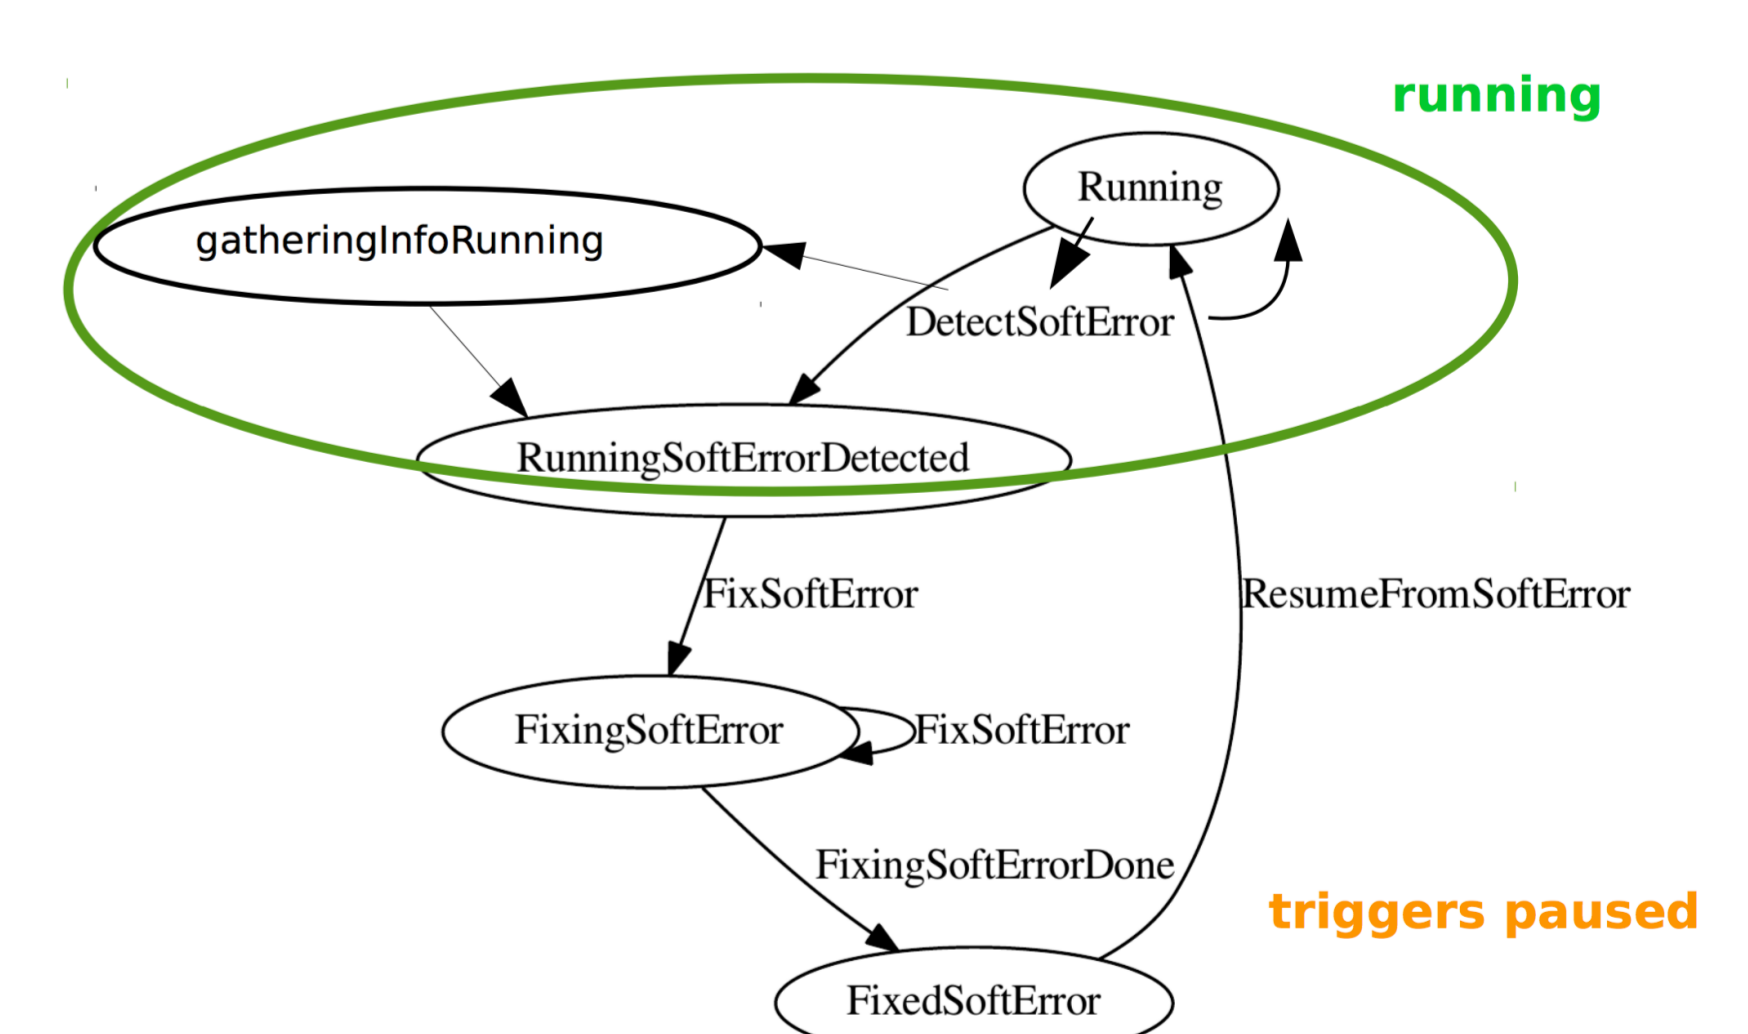 running
Running
gatheringInfoRunning
DetectSoftError
RunningSoftErrorDetected
FixSoftError
ResumeFromSoftError
FixingSoftError
FixSoftError
FixingSoftErrorDone
triggers paused
FixedSoftError